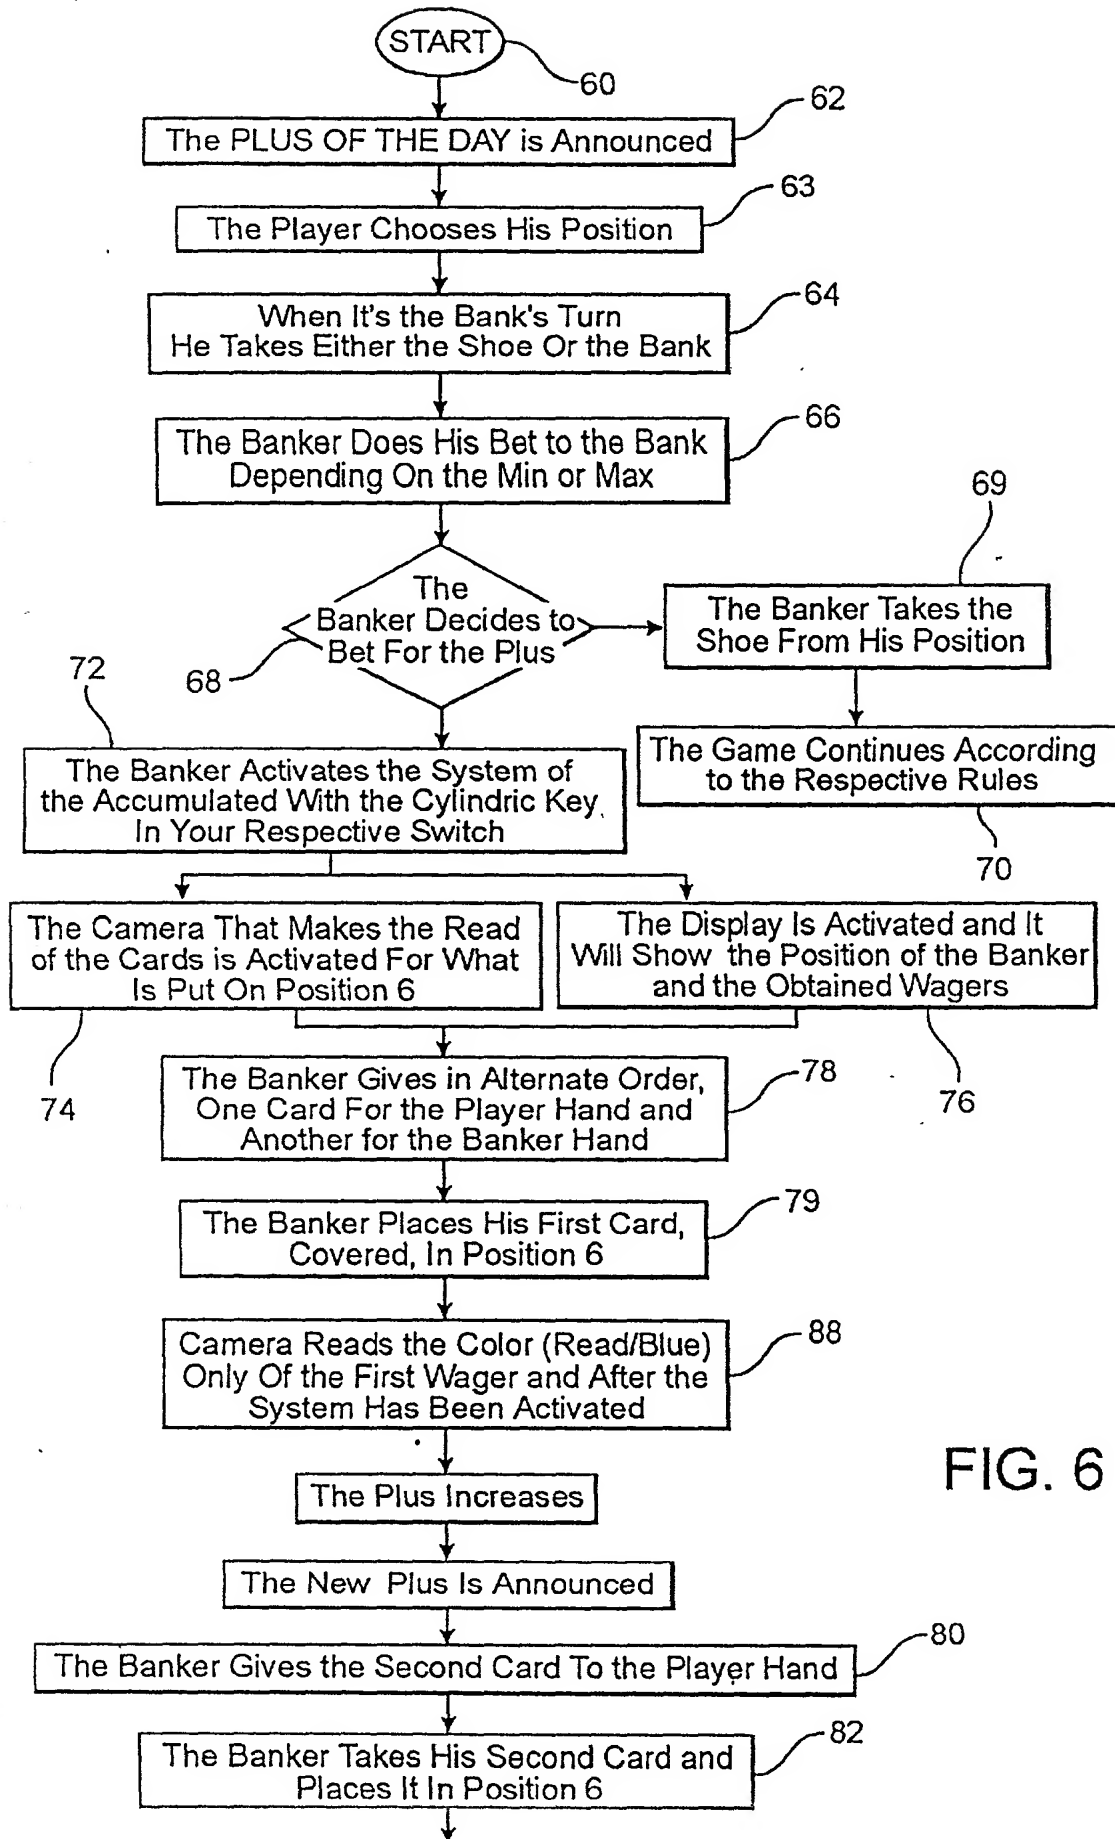 START
60
62
The PLUS OF THE DAY is Announced
63
The Player Chooses His Position
64
When It's the Bank's Turn
He Takes Either the Shoe Or the Bank
66
The Banker Does His Bet to the Bank
Depending On the Min or Max
69
The
Banker Decides to
Bet For the Plus
68
The Banker Takes the
Shoe From His Position
72
The Banker Activates the System of
the Accumulated With the Cylindric Key
In Your Respective Switch
The Game Continues According
to the Respective Rules
70
The Camera That Makes the Read
of the Cards is Activated For What
Is Put On Position 6
74
The Display Is Activated and It
Will Show the Position of the Banker
and the Obtained Wagers
76
The Banker Gives in Alternate Order,
One Card For the Player Hand and
Another for the Banker Hand
78
79
The Banker Places His First Card,
Covered, In Position 6
88
Camera Reads the Color (Read/Blue)
Only Of the First Wager and After the
System Has Been Activated
FIG. 6
The Plus Increases
The New Plus Is Announced
80
The Banker Gives the Second Card To the Player Hand
82
The Banker Takes His Second Card and
Places It In Position 6